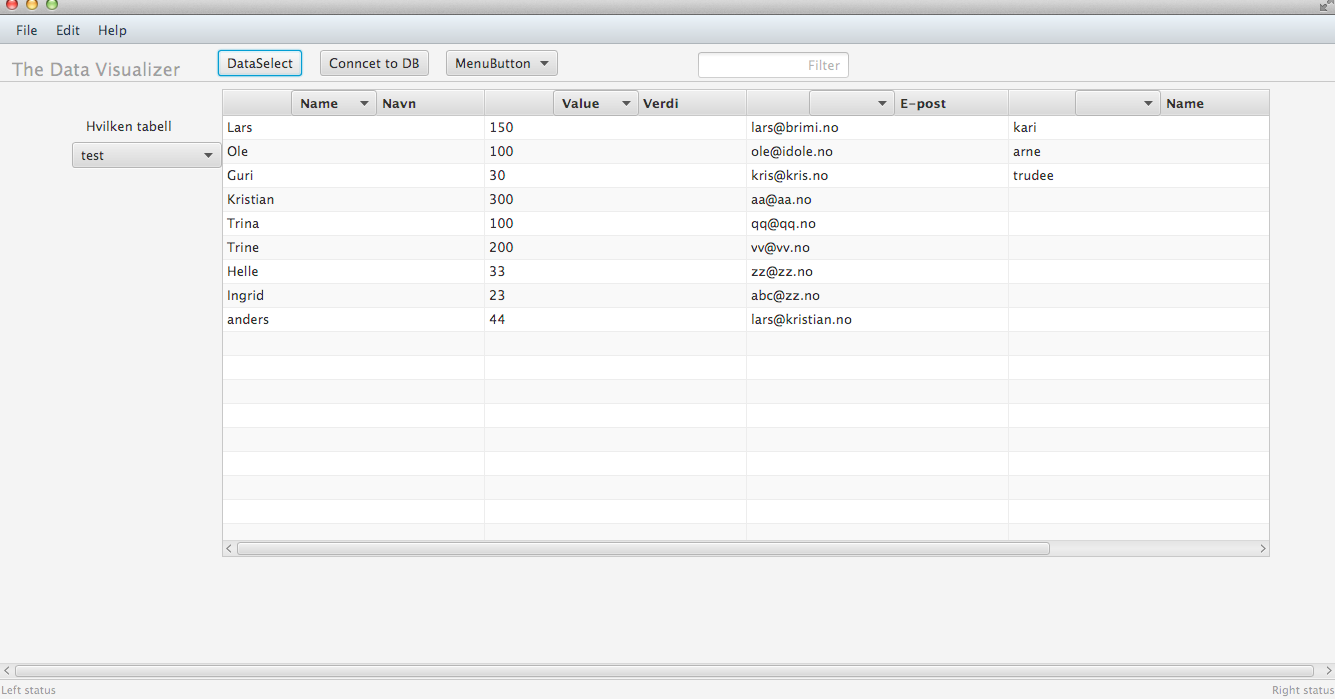 File Edit Help
The Data Visualizer DataSelect Conncet to DB MenuButton Filter
Name Navn Value Verdi E-post Name
Hvilken tabell
test
Lars 150 lars@brimi.no kari
Ole 100 ole@idole.no arne
Guri 30 kris@kris.no trudee
Kristian 300 aa@aa.no
Trina 100 qq@qq.no
Trine 200 vv@vv.no
Helle 33 zz@zz.no
Ingrid 23 abc@zz.no
anders 44 lars@kristian.no
Left status Right status